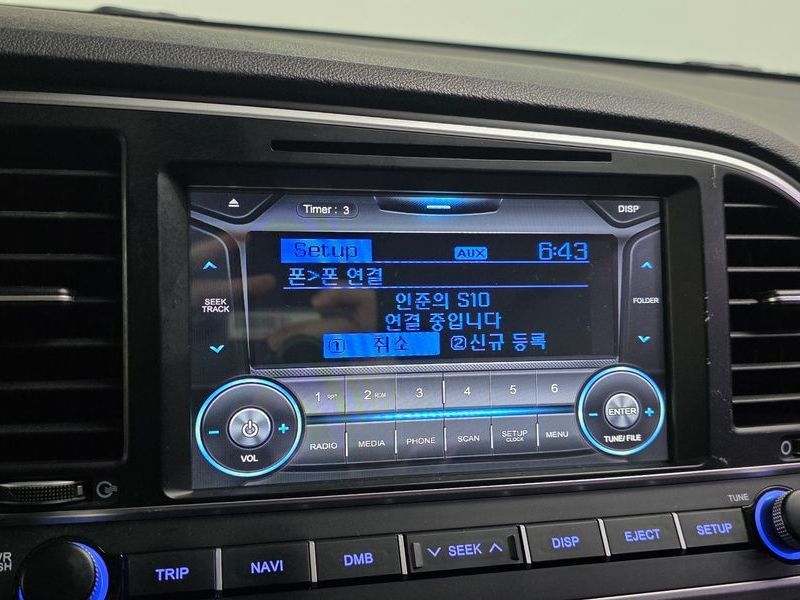 Timer : 3
DISP
Setup AUX 6:43
폰>폰 연결
인준의 S10
연결 중입니다
1 취소 2 신규 등록
SEEK
TRACK
FOLDER
1 2 RDM 3 4 5 6
RADIO MEDIA PHONE SCAN SETUP CLOCK MENU
VOL
ENTER
TUNE/ FILE
TUNE
TRIP NAVI DMB SEEK DISP EJECT SETUP